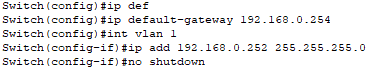 Switch(config)#ip def
Switch(config)#ip default-gateway 192.168.0.254
Switch(config)#int vlan 1
Switch(config-if)#ip add 192.168.0.252 255.255.255.0
Switch(config-if)#no shutdown